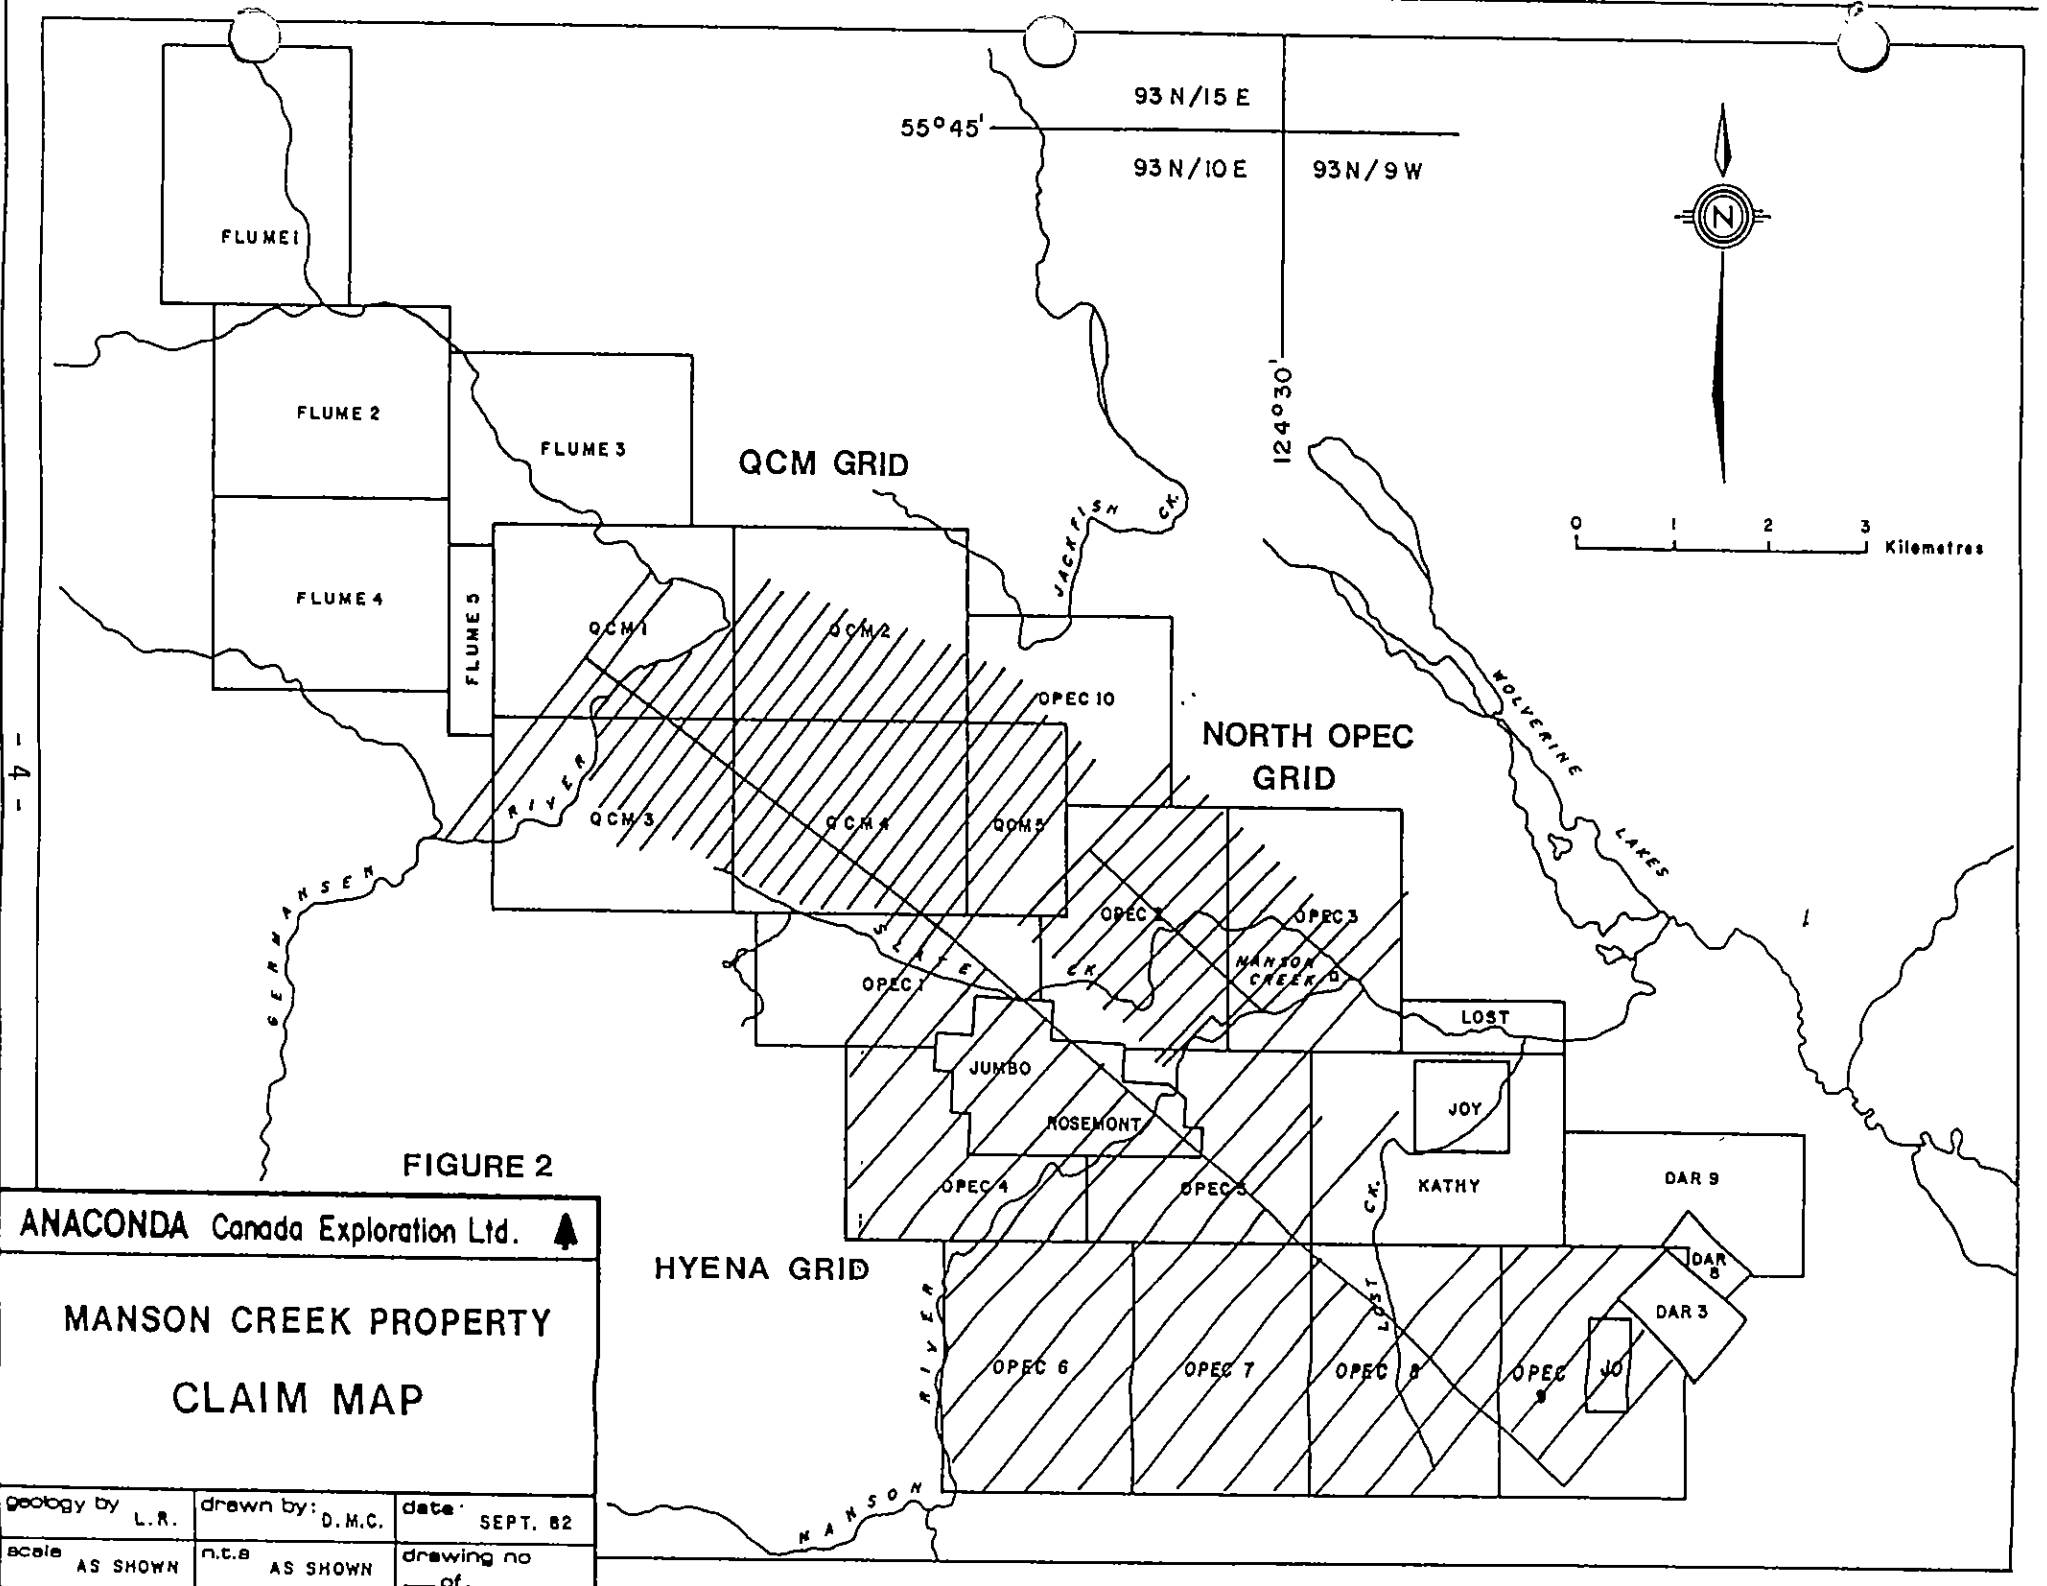 93 N/15 E
55°45'
93 N/10 E
93 N/9 W
N
124°30'
0 1 2 3 Kilometres
FLUME 1
FLUME 2
FLUME 3
FLUME 4
FLUME 5
QCM GRID
JACKFISH CK.
QCM 1
QCM 2
OPEC 10
NORTH OPEC
GRID
WOLVERINE LAKES
QCM 3
QCM 4
QCM 5
GERMANSEN RIVER
OPEC 2
OPEC 3
MANSON
CREEK
SLATE CK.
OPEC 1
LOST
JUMBO
ROSEMONT
JOY
KATHY
OPEC 4
OPEC 5
DAR 9
DAR
8
DAR 3
HYENA GRID
LOST CK.
OPEC 6
OPEC 7
OPEC 8
OPEC
9
JO
MANSON RIVER
- 4 -
FIGURE 2
ANACONDA Canada Exploration Ltd.
MANSON CREEK PROPERTY
CLAIM MAP
geology by L.R.
drawn by: D.M.C.
date: SEPT. 82
scale AS SHOWN
n.t.s AS SHOWN
drawing no
of